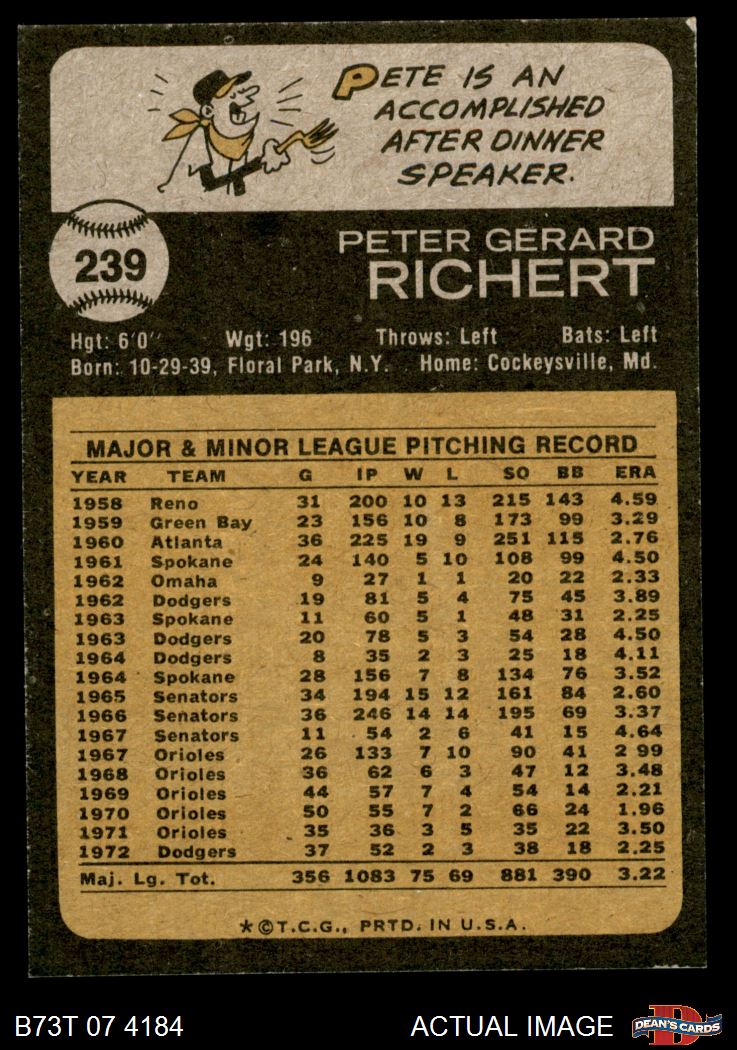 PETE IS AN
ACCOMPLISHED
AFTER DINNER
SPEAKER.
239
PETER GERARD
RICHERT
Hgt: 6'0" Wgt: 196 Throws: Left Bats: Left
Born: 10-29-39, Floral Park, N.Y. Home: Cockeysville, Md.
MAJOR & MINOR LEAGUE PITCHING RECORD
YEAR TEAM G IP W L SO BB ERA
1958 Reno 31 200 10 13 215 143 4.59
1959 Green Bay 23 156 10 8 173 99 3.29
1960 Atlanta 36 225 19 9 251 115 2.76
1961 Spokane 24 140 5 10 108 99 4.50
1962 Omaha 9 27 1 1 20 22 2.33
1962 Dodgers 19 81 5 4 75 45 3.89
1963 Spokane 11 60 5 1 48 31 2.25
1963 Dodgers 20 78 5 3 54 28 4.50
1964 Dodgers 8 35 2 3 25 18 4.11
1964 Spokane 28 156 7 8 134 76 3.52
1965 Senators 34 194 15 12 161 84 2.60
1966 Senators 36 246 14 14 195 69 3.37
1967 Senators 11 54 2 6 41 15 4.64
1967 Orioles 26 133 7 10 90 41 2 99
1968 Orioles 36 62 6 3 47 12 3.48
1969 Orioles 44 57 7 4 54 14 2.21
1970 Orioles 50 55 7 2 66 24 1.96
1971 Orioles 35 36 3 5 35 22 3.50
1972 Dodgers 37 52 2 3 38 18 2.25
Maj. Lg. Tot. 356 1083 75 69 881 390 3.22
*©T.C.G., PRTD. IN U.S.A.
B73T 07 4184 ACTUAL IMAGE DEAN'S CARDS